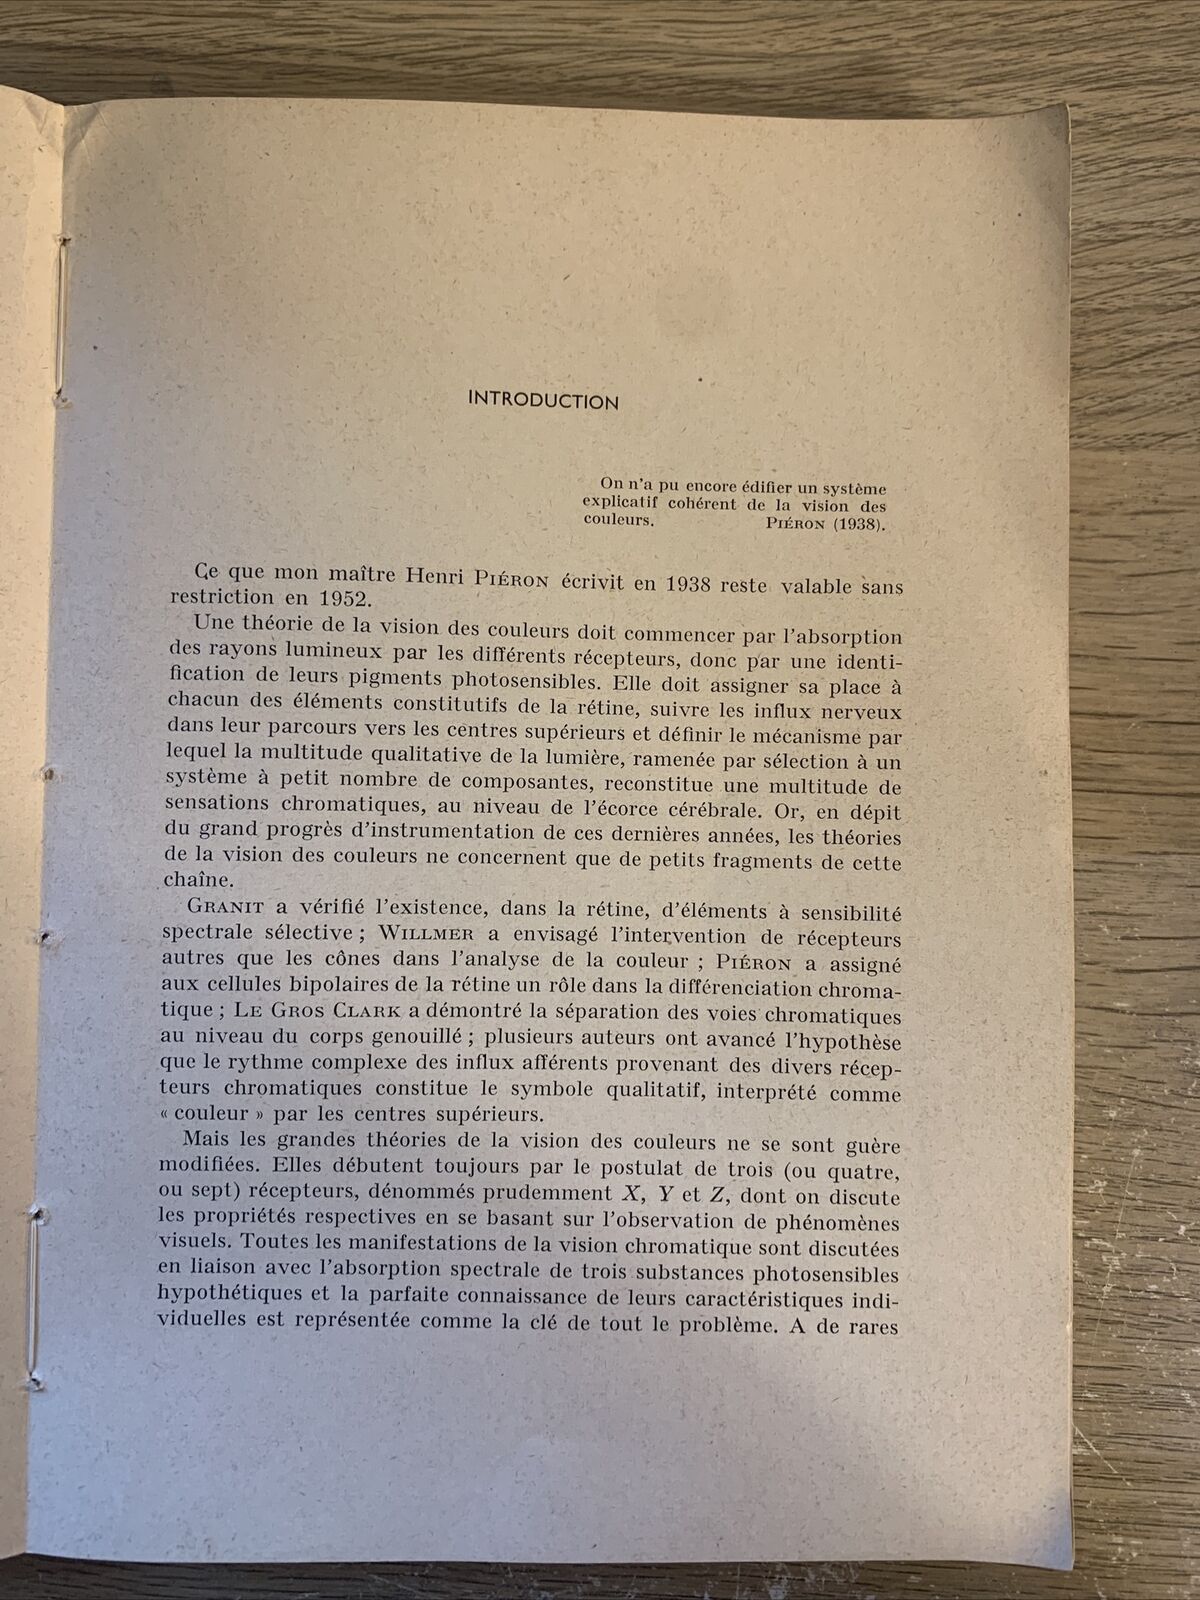 INTRODUCTION
On n'a pu encore édifier un système
explicatif cohérent de la vision des
couleurs. PIÉRON (1938).
Ce que mon maître Henri PIÉRON écrivit en 1938 reste valable sans
restriction en 1952.
Une théorie de la vision des couleurs doit commencer par l'absorption
des rayons lumineux par les différents récepteurs, donc par une identi-
fication de leurs pigments photosensibles. Elle doit assigner sa place à
chacun des éléments constitutifs de la rétine, suivre les influx nerveux
dans leur parcours vers les centres supérieurs et définir le mécanisme par
lequel la multitude qualitative de la lumière, ramenée par sélection à un
système à petit nombre de composantes, reconstitue une multitude de
sensations chromatiques, au niveau de l'écorce cérébrale. Or, en dépit
du grand progrès d'instrumentation de ces dernières années, les théories
de la vision des couleurs ne concernent que de petits fragments de cette
chaîne.
GRANIT a vérifié l'existence, dans la rétine, d'éléments à sensibilité
spectrale sélective ; WILLMER a envisagé l'intervention de récepteurs
autres que les cônes dans l'analyse de la couleur ; PIÉRON a assigné
aux cellules bipolaires de la rétine un rôle dans la différenciation chroma-
tique ; LE GROS CLARK a démontré la séparation des voies chromatiques
au niveau du corps genouillé ; plusieurs auteurs ont avancé l'hypothèse
que le rythme complexe des influx afférents provenant des divers récep-
teurs chromatiques constitue le symbole qualitatif, interprété comme
« couleur » par les centres supérieurs.
Mais les grandes théories de la vision des couleurs ne se sont guère
modifiées. Elles débutent toujours par le postulat de trois (ou quatre,
ou sept) récepteurs, dénommés prudemment X, Y et Z, dont on discute
les propriétés respectives en se basant sur l'observation de phénomènes
visuels. Toutes les manifestations de la vision chromatique sont discutées
en liaison avec l'absorption spectrale de trois substances photosensibles
hypothétiques et la parfaite connaissance de leurs caractéristiques indi-
viduelles est représentée comme la clé de tout le problème. A de rares